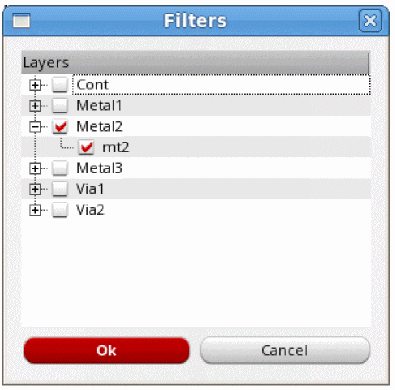 Filters
Layers
Cont
Metal1
Metal2
mt2
Metal3
Via1
Via2
Ok Cancel